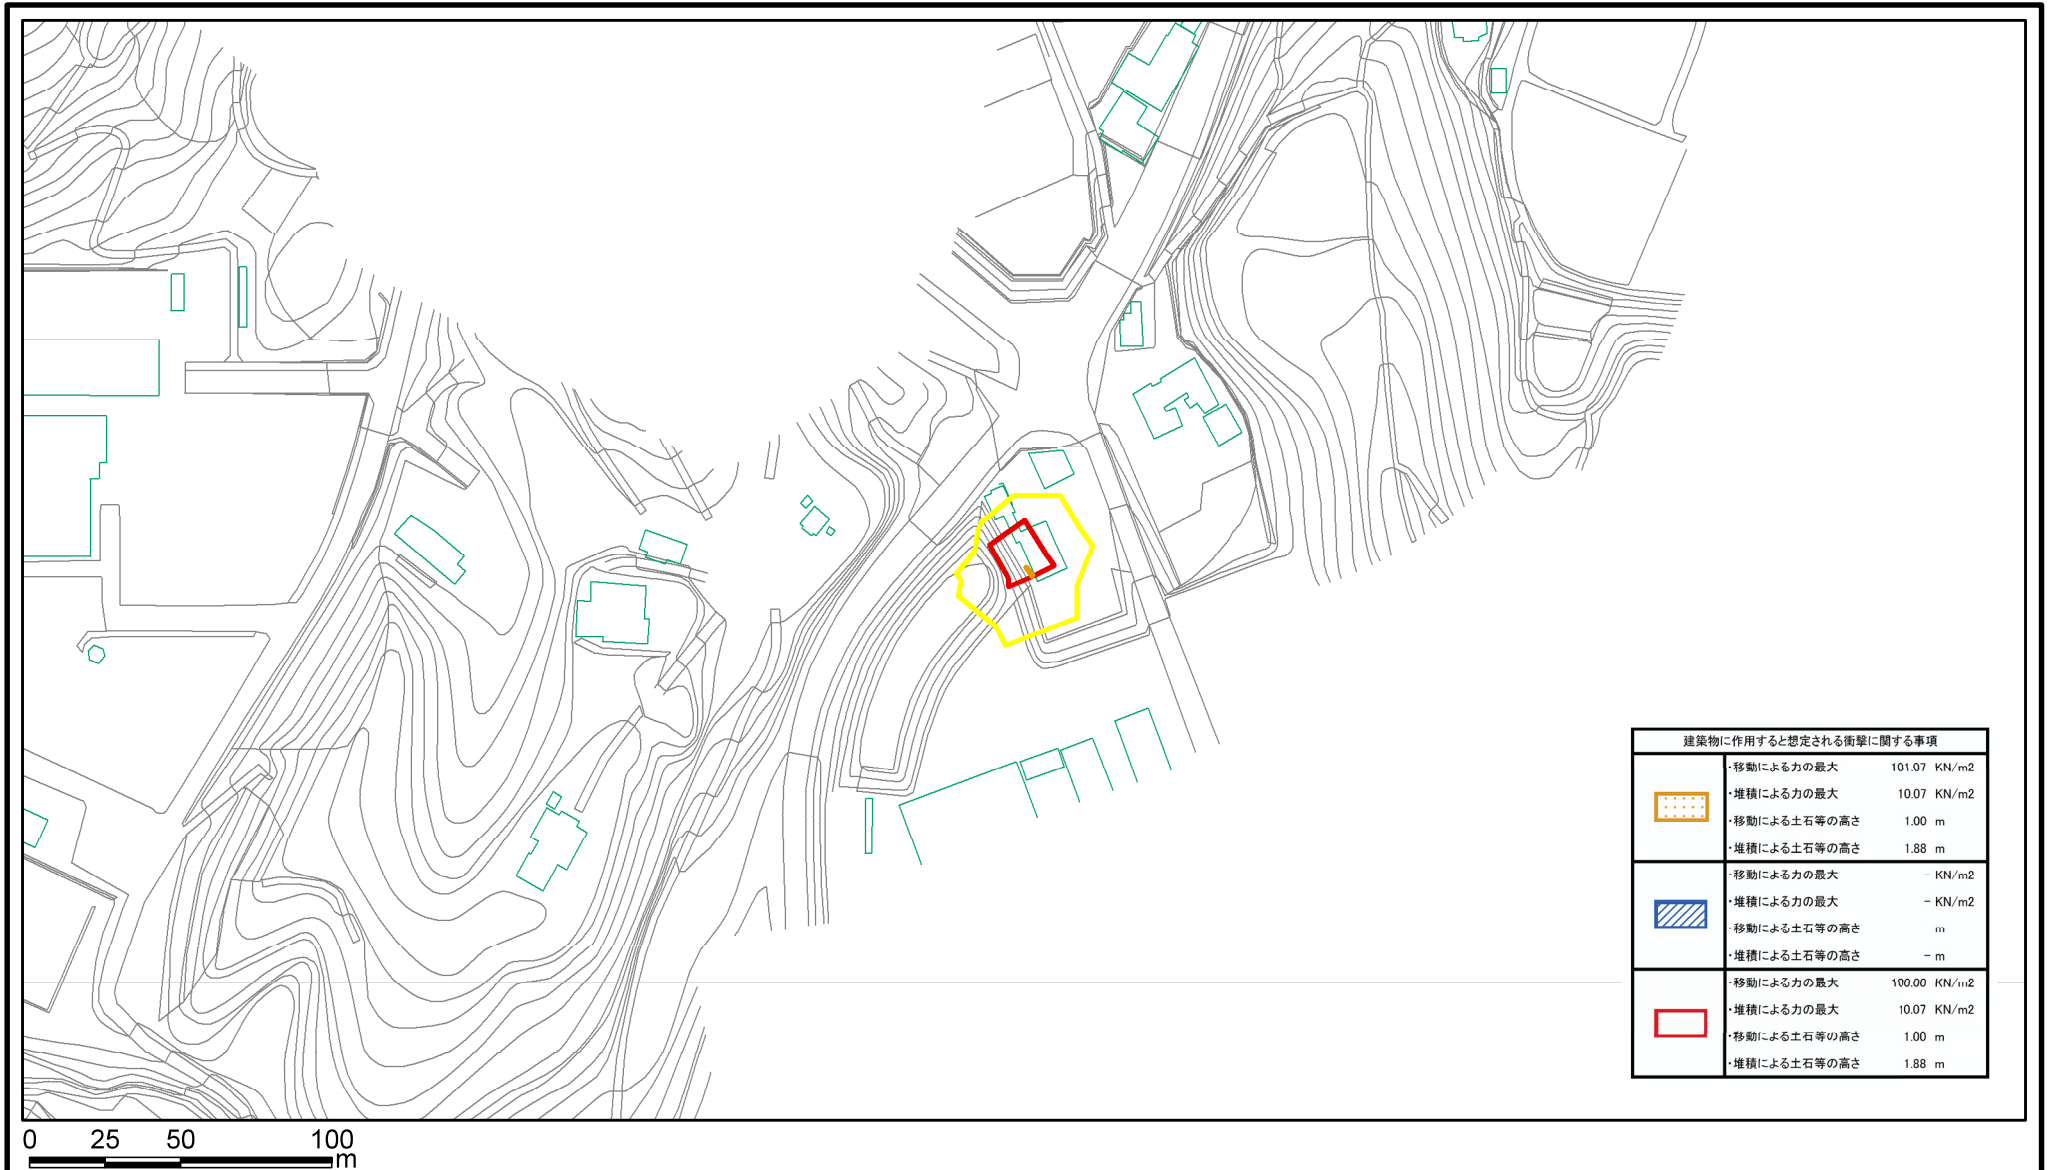 建築物に作用すると想定される衝撃に関する事項
・移動による力の最大 101.07 KN/m2
・堆積による力の最大 10.07 KN/m2
・移動による土石等の高さ 1.00 m
・堆積による土石等の高さ 1.88 m
・移動による力の最大 － KN/m2
・堆積による力の最大 － KN/m2
・移動による土石等の高さ m
・堆積による土石等の高さ － m
・移動による力の最大 100.00 KN/m2
・堆積による力の最大 10.07 KN/m2
・移動による土石等の高さ 1.00 m
・堆積による土石等の高さ 1.88 m
0 25 50 100
m